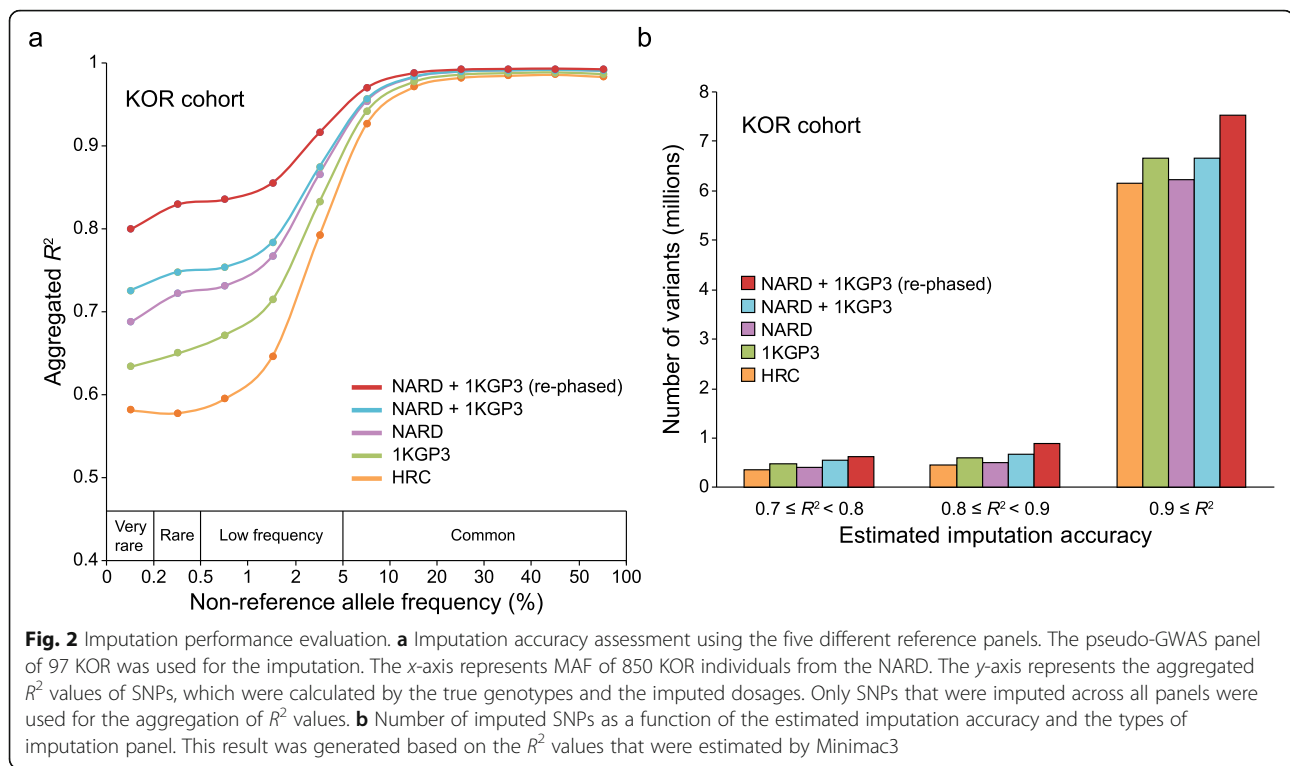 a
KOR cohort
Aggregated R²
1
0.9
0.8
0.7
0.6
0.5
0.4
NARD + 1KGP3 (re-phased)
NARD + 1KGP3
NARD
1KGP3
HRC
Very rare
Rare
Low frequency
Common
0 0.2 0.5 1 2 5 10 20 30 40 50 100
Non-reference allele frequency (%)
b
KOR cohort
Number of variants (millions)
8
7
6
5
4
3
2
1
0
NARD + 1KGP3 (re-phased)
NARD + 1KGP3
NARD
1KGP3
HRC
0.7 ≤ R² < 0.8 0.8 ≤ R² < 0.9 0.9 ≤ R²
Estimated imputation accuracy
Fig. 2 Imputation performance evaluation. a Imputation accuracy assessment using the five different reference panels. The pseudo-GWAS panel
of 97 KOR was used for the imputation. The x-axis represents MAF of 850 KOR individuals from the NARD. The y-axis represents the aggregated
R² values of SNPs, which were calculated by the true genotypes and the imputed dosages. Only SNPs that were imputed across all panels were
used for the aggregation of R² values. b Number of imputed SNPs as a function of the estimated imputation accuracy and the types of
imputation panel. This result was generated based on the R² values that were estimated by Minimac3